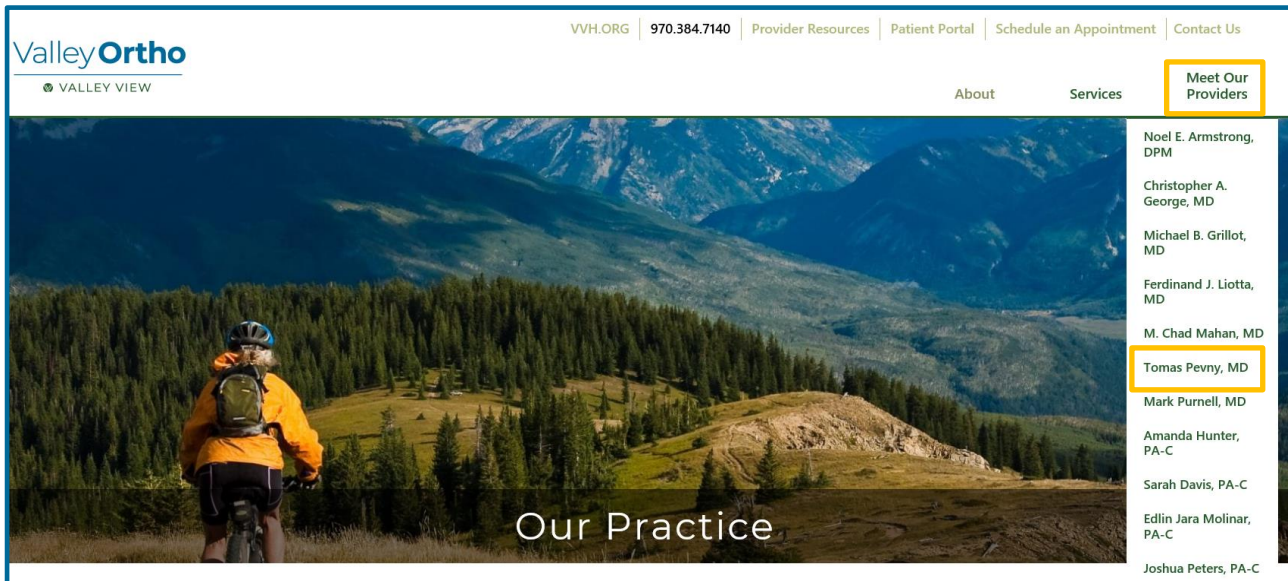 VVH.ORG 970.384.7140 Provider Resources Patient Portal Schedule an Appointment Contact Us
ValleyOrtho
VALLEY VIEW
About Services Meet Our
Providers
Noel E. Armstrong,
DPM
Christopher A.
George, MD
Michael B. Grillot,
MD
Ferdinand J. Liotta,
MD
M. Chad Mahan, MD
Tomas Pevny, MD
Mark Purnell, MD
Amanda Hunter,
PA-C
Sarah Davis, PA-C
Edlin Jara Molinar,
PA-C
Joshua Peters, PA-C
Our Practice